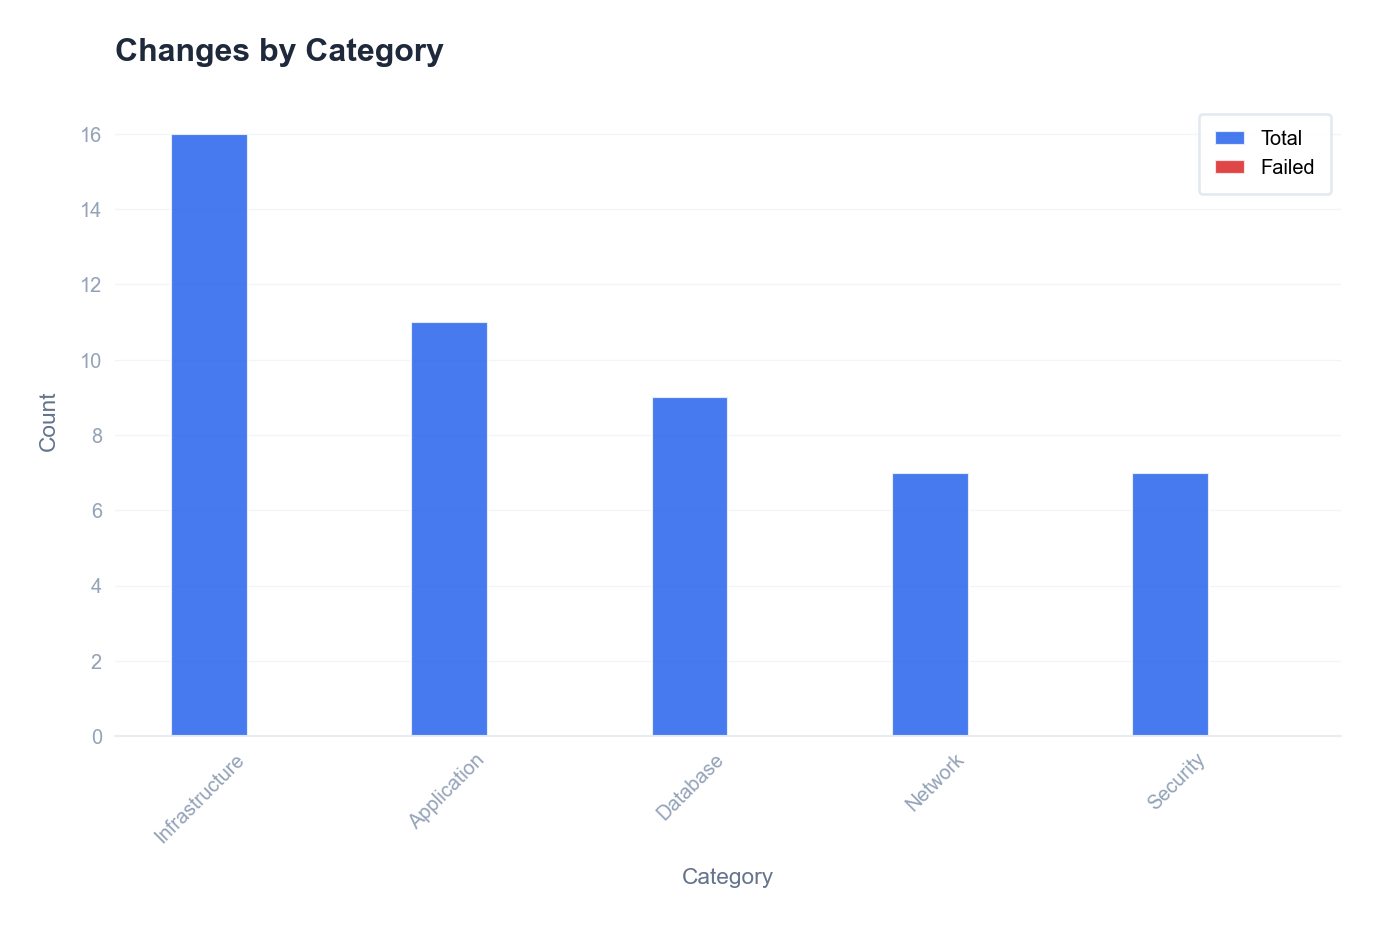 Changes by Category
Total
Failed
16
14
12
10
8
6
4
2
0
Count
Infrastructure
Application
Database
Network
Security
Category